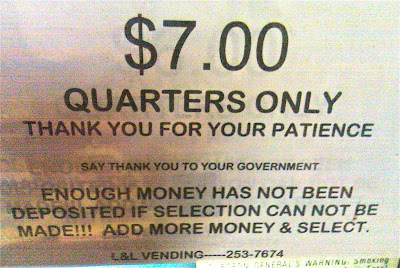 $7.00
QUARTERS ONLY
THANK YOU FOR YOUR PATIENCE
SAY THANK YOU TO YOUR GOVERNMENT
ENOUGH MONEY HAS NOT BEEN
DEPOSITED IF SELECTION CAN NOT BE
MADE!!! ADD MORE MONEY & SELECT.
L&L VENDING-----253-7674
GENERAL'S WARNING: Smoking